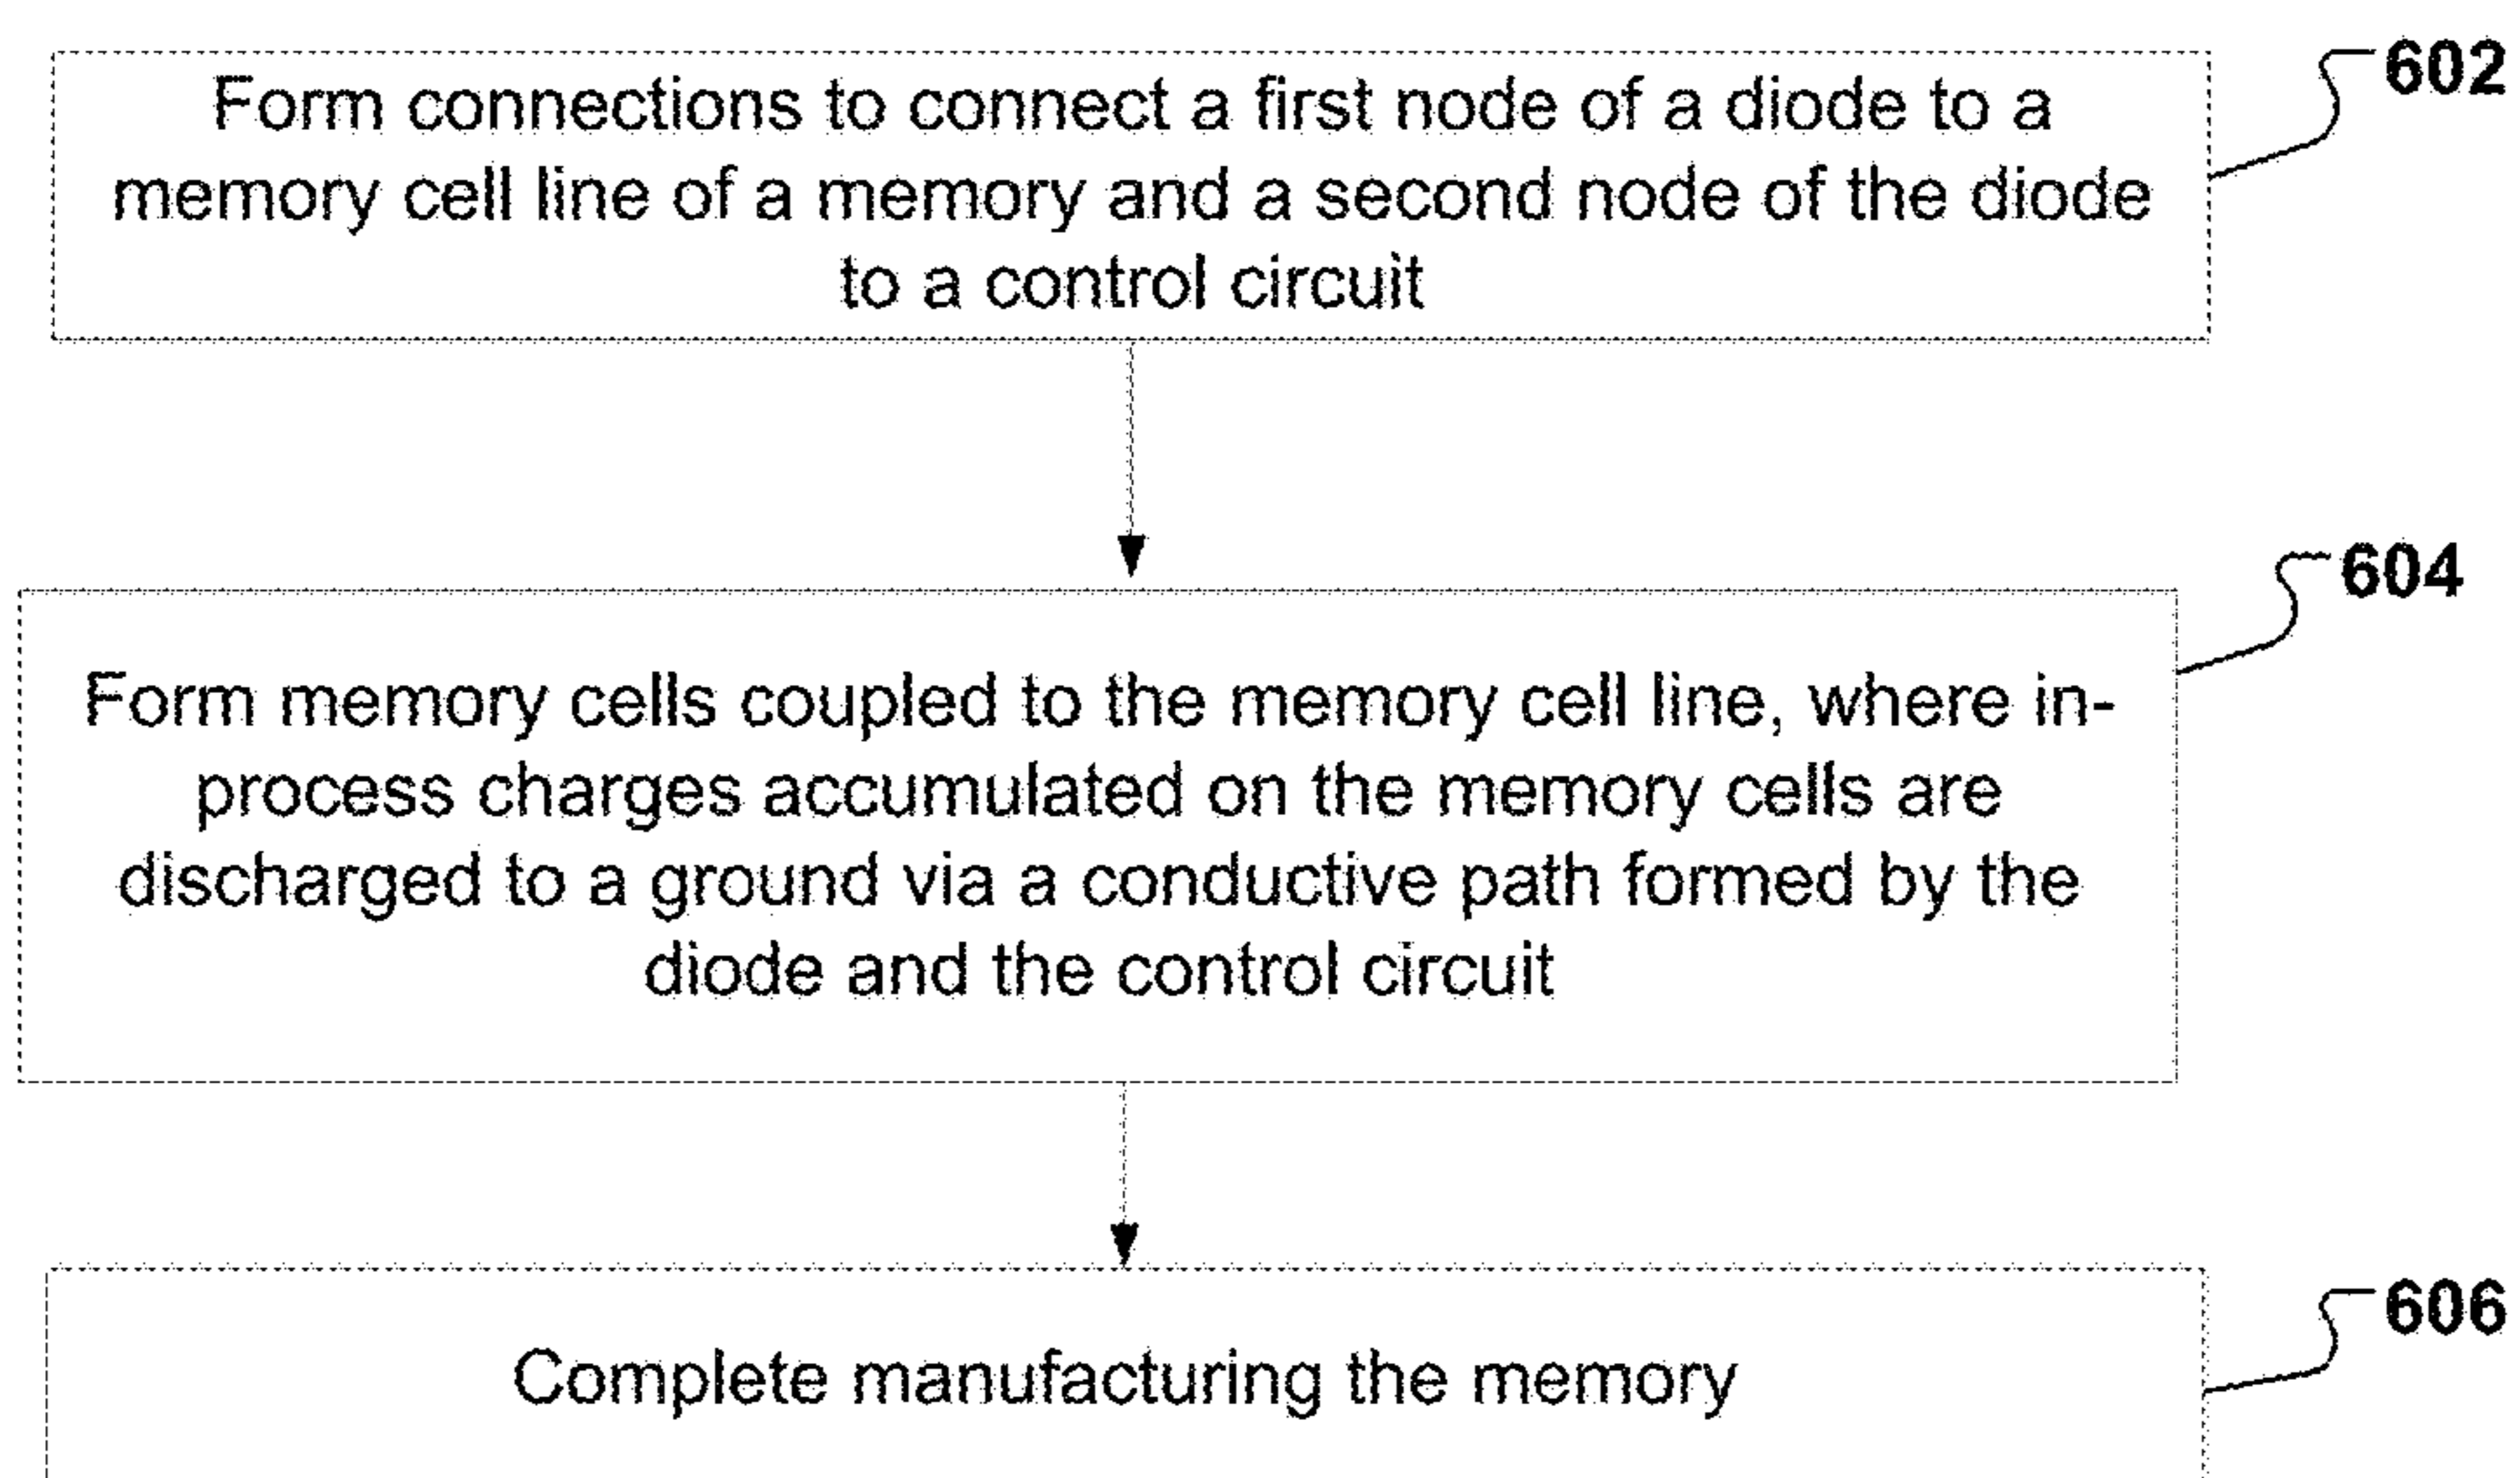 602
Form connections to connect a first node of a diode to a
memory cell line of a memory and a second node of the diode
to a control circuit
604
Form memory cells coupled to the memory cell line, where in-
process charges accumulated on the memory cells are
discharged to a ground via a conductive path formed by the
diode and the control circuit
606
Complete manufacturing the memory